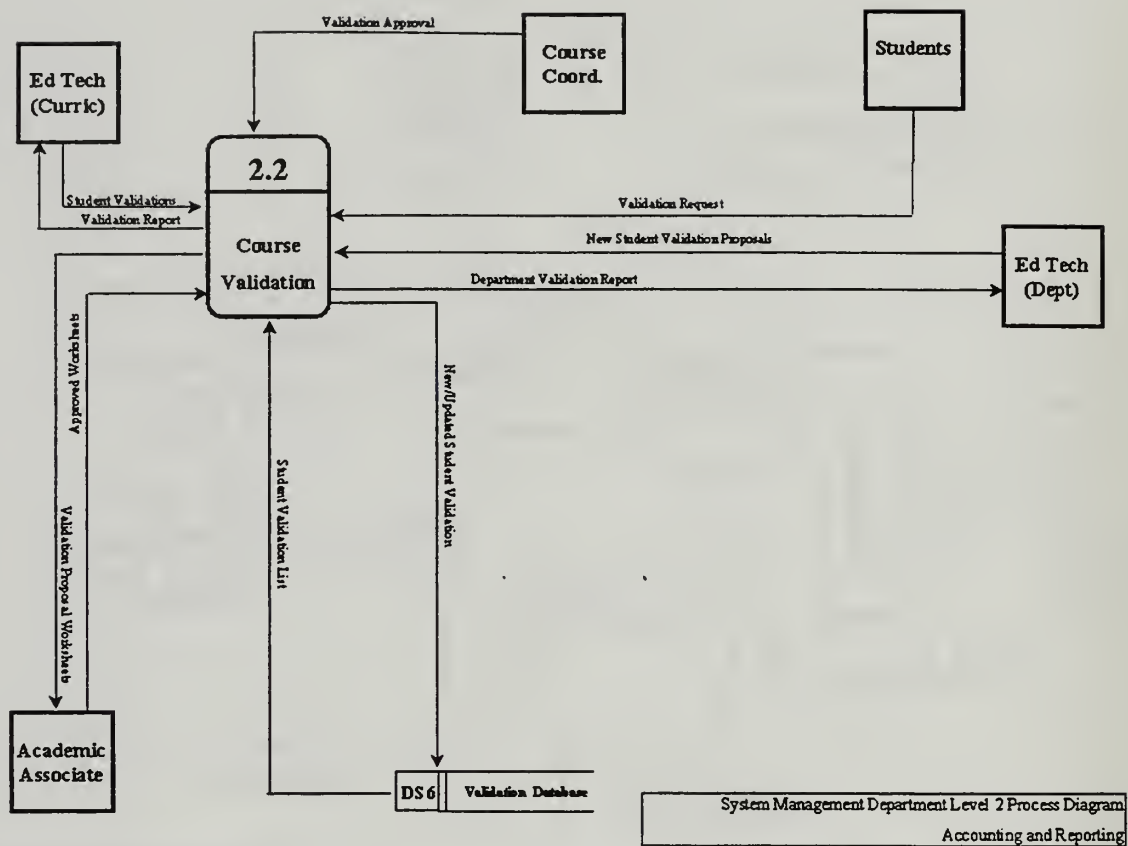 Validation Approval
Ed Tech
(Curric)
Course
Coord.
Students
2.2
Course
Validation
Student Validations
Validation Report
Validation Request
New Student Validation Proposals
Department Validation Report
Ed Tech
(Dept)
Approved Worksheets
Validation Proposal Worksheets
Student Validation List
New/Updated Student Validation
Academic
Associate
DS6 Validation Database
System Management Department Level 2 Process Diagram
Accounting and Reporting